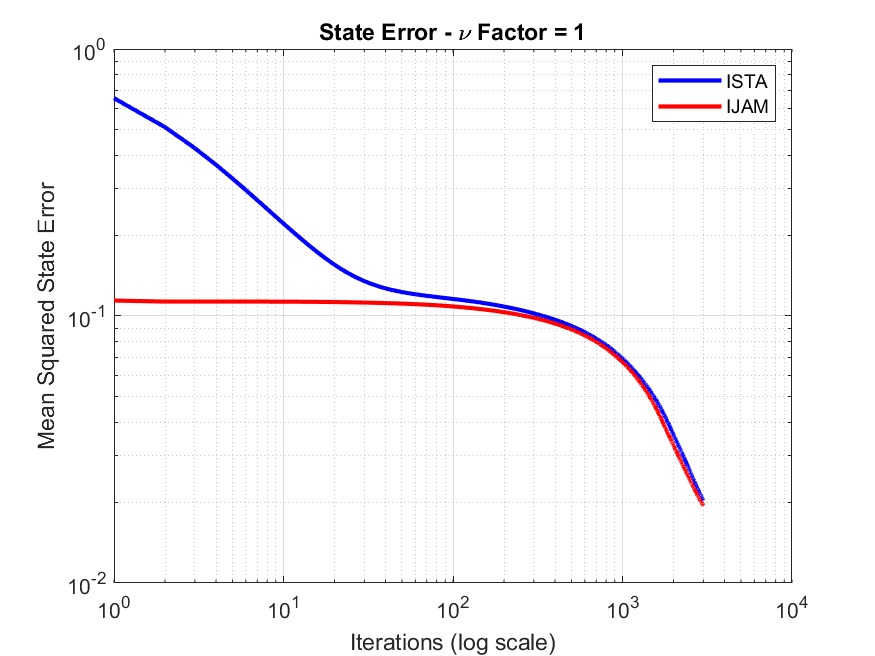 State Error - ν Factor = 1
ISTA
IJAM
Mean Squared State Error
10^0
10^-1
10^-2
10^0 10^1 10^2 10^3 10^4
Iterations (log scale)